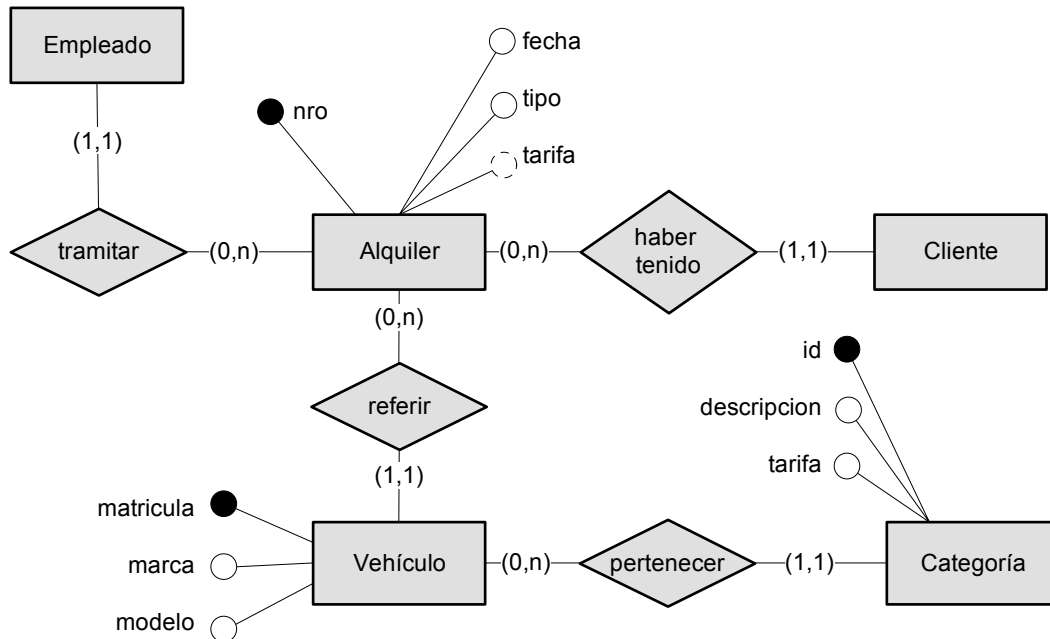 Empleado
fecha
tipo
nro
(1,1)
tarifa
tramitar
(0,n)
Alquiler
(0,n)
haber
tenido
(1,1)
Cliente
(0,n)
id
referir
descripcion
tarifa
(1,1)
matricula
marca
Vehículo
(0,n)
pertenecer
(1,1)
Categoría
modelo